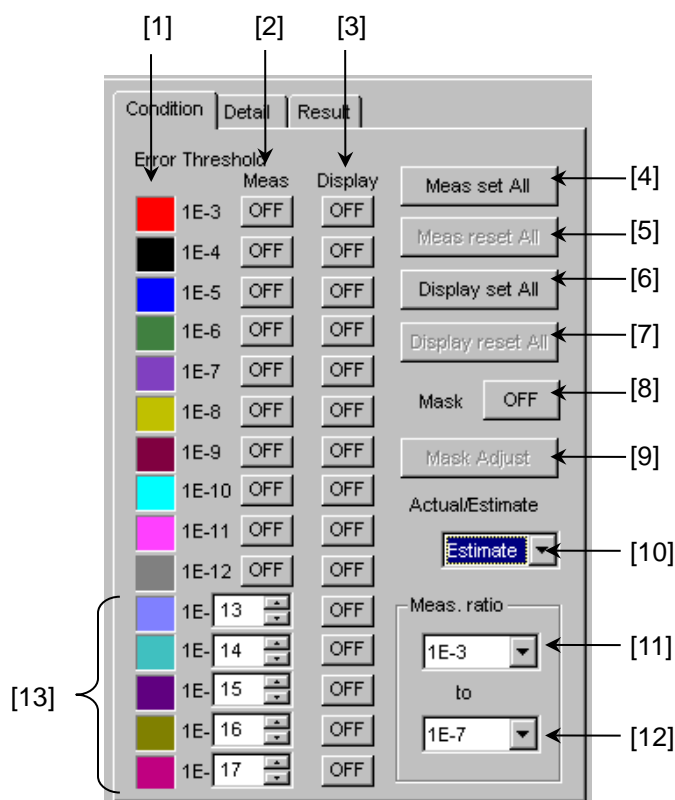 [1] [2] [3]
Condition Detail Result
Error Threshold
Meas Display
Meas set All [4]
1E-3 OFF OFF
Meas reset All [5]
1E-4 OFF OFF
Display set All [6]
1E-5 OFF OFF
Display reset All [7]
1E-6 OFF OFF
1E-7 OFF OFF
Mask OFF [8]
1E-8 OFF OFF
1E-9 OFF OFF
Mask Adjust [9]
1E-10 OFF OFF
Actual/Estimate
1E-11 OFF OFF
Estimate [10]
1E-12 OFF OFF
1E- 13 OFF
Meas. ratio
1E- 14 OFF
1E-3 [11]
1E- 15 OFF
to
[13]
1E- 16 OFF
1E-7 [12]
1E- 17 OFF